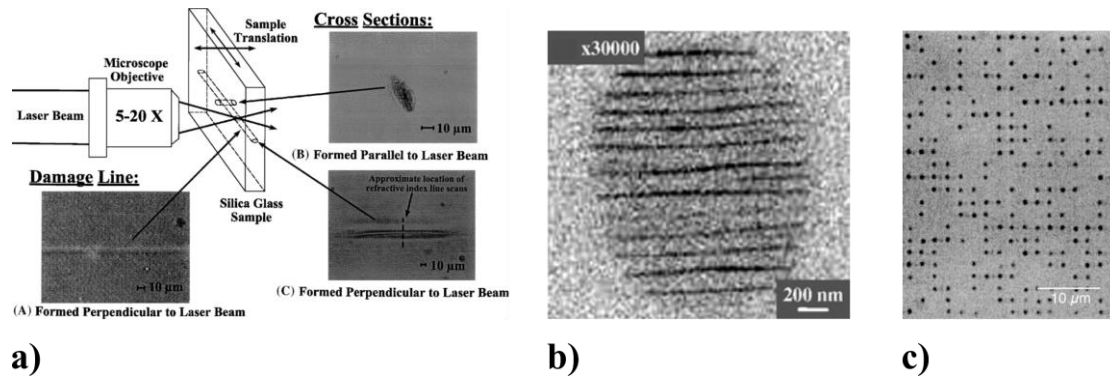 Cross Sections:
Sample
Translation
Microscope
Objective
Laser Beam
5-20 X
10 μm
(B) Formed Parallel to Laser Beam
Damage Line:
Silica Glass
Sample
Approximate location of
refractive index line scans
10 μm
10 μm
(C) Formed Perpendicular to Laser Beam
(A) Formed Perpendicular to Laser Beam
a)
x30000
200 nm
b)
10 μm
c)